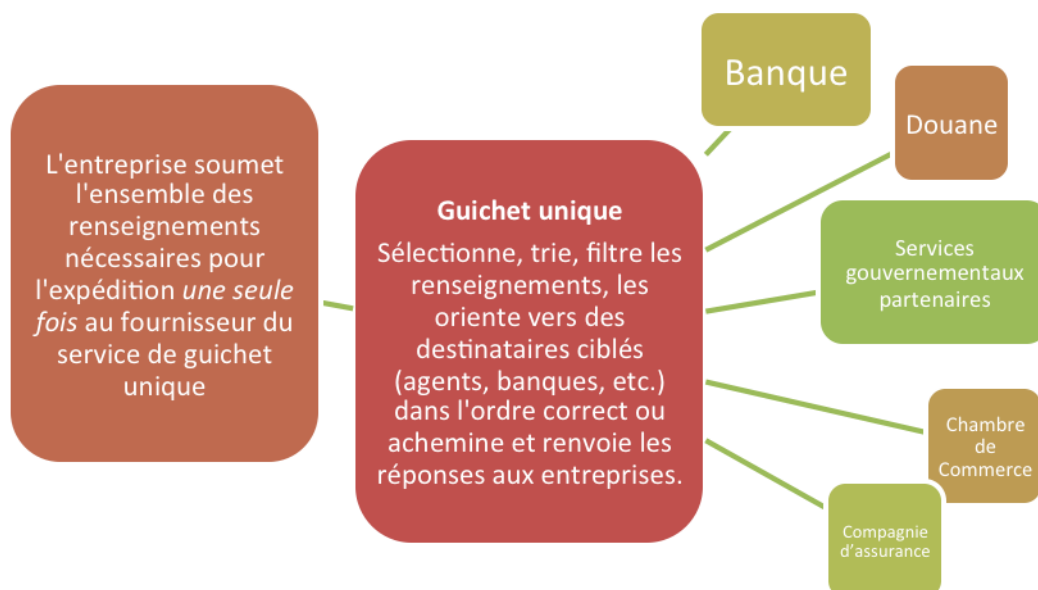 L'entreprise soumet
l'ensemble des
renseignements
nécessaires pour
l'expédition une seule
fois au fournisseur du
service de guichet
unique
Guichet unique
Sélectionne, trie, filtre les
renseignements, les
oriente vers des
destinataires ciblés
(agents, banques, etc.)
dans l'ordre correct ou
achemine et renvoie les
réponses aux entreprises.
Banque
Douane
Services
gouvernementaux
partenaires
Chambre
de
Commerce
Compagnie
d'assurance